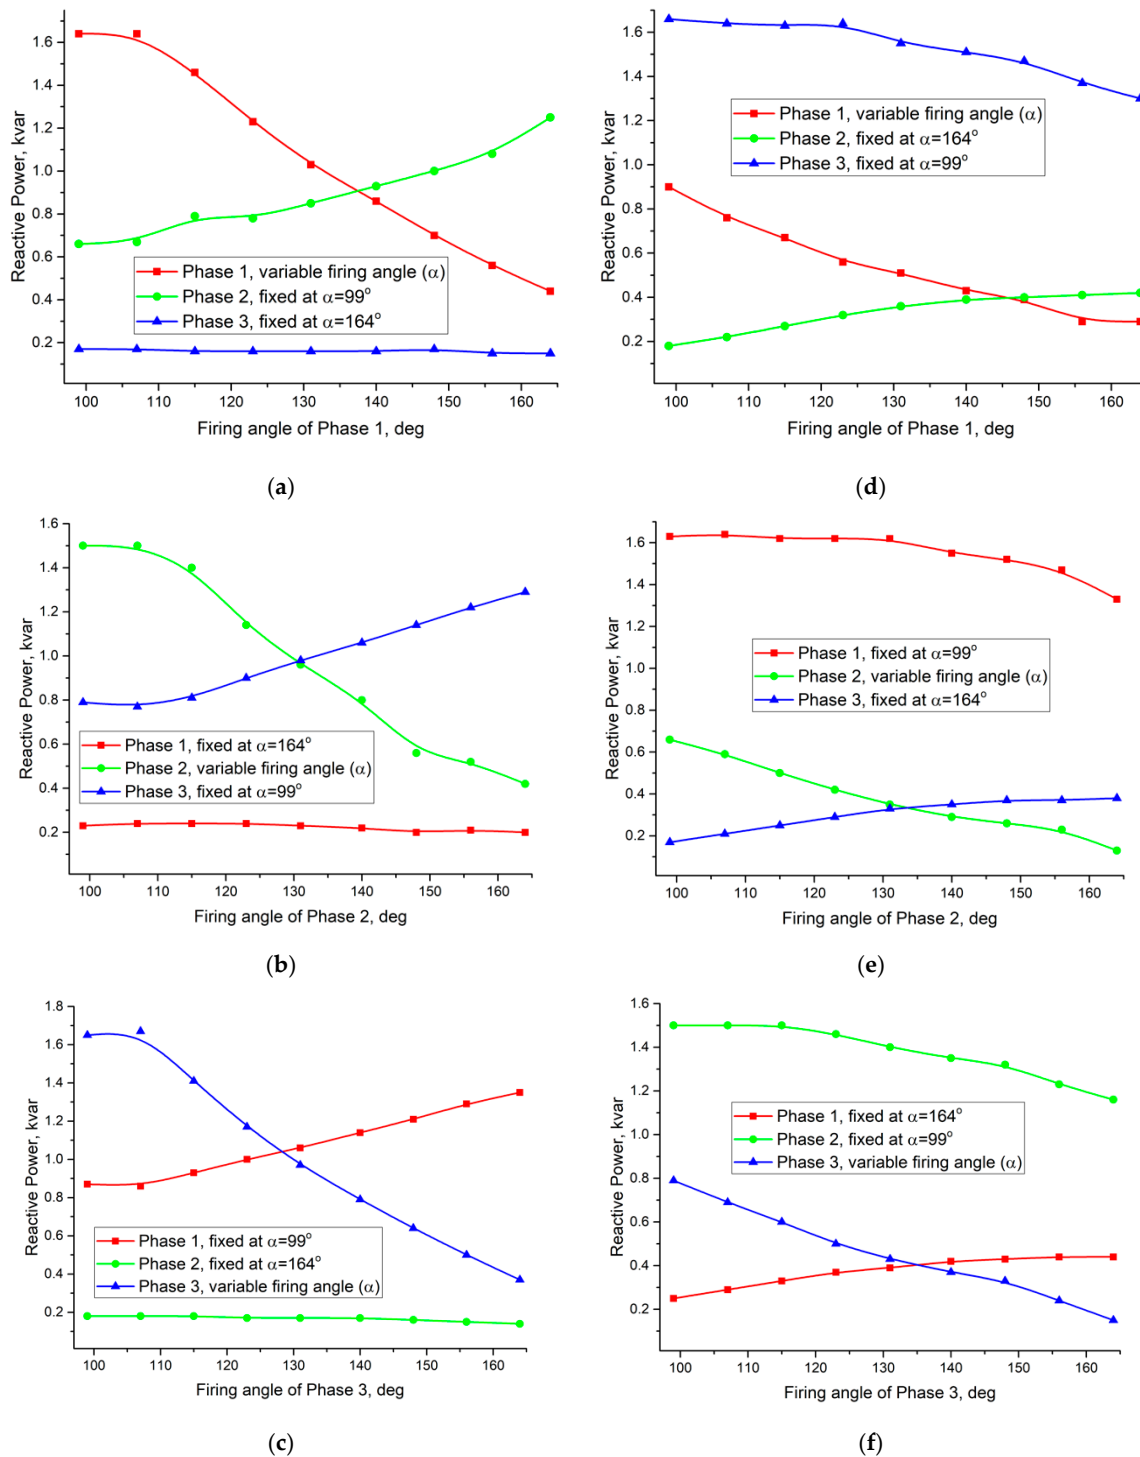 1.6
1.4
1.2
1.0
0.8
0.6
0.4
0.2
Reactive Power, kvar
Phase 1, variable firing angle (α)
Phase 2, fixed at α=99°
Phase 3, fixed at α=164°
100 110 120 130 140 150 160
Firing angle of Phase 1, deg
(a)
1.6
1.4
1.2
1.0
0.8
0.6
0.4
0.2
Reactive Power, kvar
Phase 1, variable firing angle (α)
Phase 2, fixed at α=164°
Phase 3, fixed at α=99°
100 110 120 130 140 150 160
Firing angle of Phase 1, deg
(d)
1.6
1.4
1.2
1.0
0.8
0.6
0.4
0.2
Reactive Power, kvar
Phase 1, fixed at α=164°
Phase 2, variable firing angle (α)
Phase 3, fixed at α=99°
100 110 120 130 140 150 160
Firing angle of Phase 2, deg
(b)
1.6
1.4
1.2
1.0
0.8
0.6
0.4
0.2
Reactive Power, kvar
Phase 1, fixed at α=99°
Phase 2, variable firing angle (α)
Phase 3, fixed at α=164°
100 110 120 130 140 150 160
Firing angle of Phase 2, deg
(e)
1.8
1.6
1.4
1.2
1.0
0.8
0.6
0.4
0.2
Reactive Power, kvar
Phase 1, fixed at α=99°
Phase 2, fixed at α=164°
Phase 3, variable firing angle (α)
100 110 120 130 140 150 160
Firing angle of Phase 3, deg
(c)
1.6
1.4
1.2
1.0
0.8
0.6
0.4
0.2
Reactive Power, kvar
Phase 1, fixed at α=164°
Phase 2, fixed at α=99°
Phase 3, variable firing angle (α)
100 110 120 130 140 150 160
Firing angle of Phase 3, deg
(f)